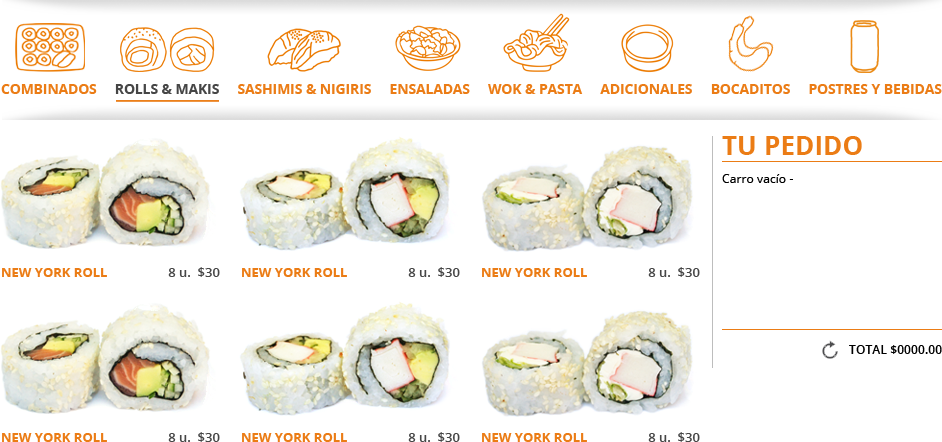 COMBINADOS ROLLS & MAKIS SASHIMIS & NIGIRIS ENSALADAS WOK & PASTA ADICIONALES BOCADITOS POSTRES Y BEBIDAS
TU PEDIDO
Carro vacío -
NEW YORK ROLL 8 u. $30 NEW YORK ROLL 8 u. $30 NEW YORK ROLL 8 u. $30
TOTAL $0000.00
NEW YORK ROLL 8 u. $30 NEW YORK ROLL 8 u. $30 NEW YORK ROLL 8 u. $30